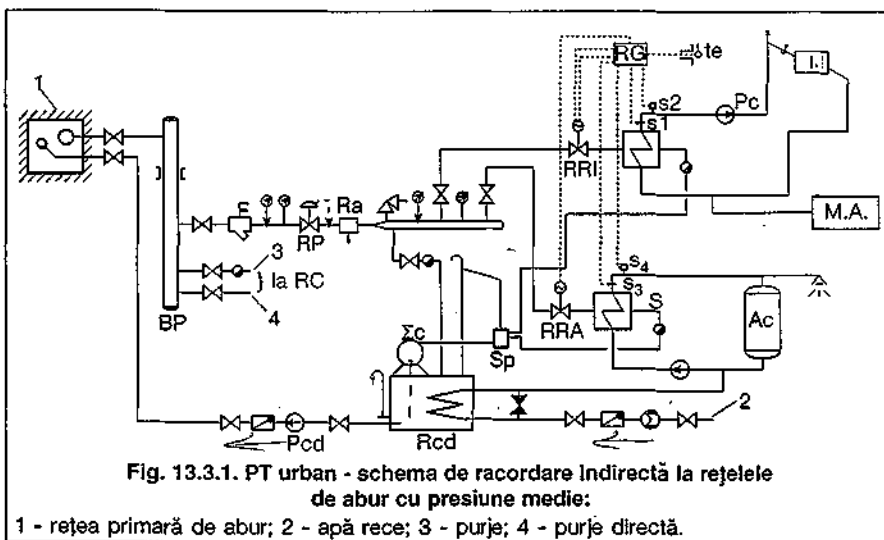 1
RG
te
I.
s2
Pc
s1
RRI
M.A.
F
Ra
RP
3
la RC
4
BP
s4
s3
S
RRA
Ac
Σc
Sp
2
Pcd
Rcd
Fig. 13.3.1. PT urban - schema de racordare indirectă la reţelele
de abur cu presiune medie:
1 - reţea primară de abur; 2 - apă rece; 3 - purje; 4 - purje directă.